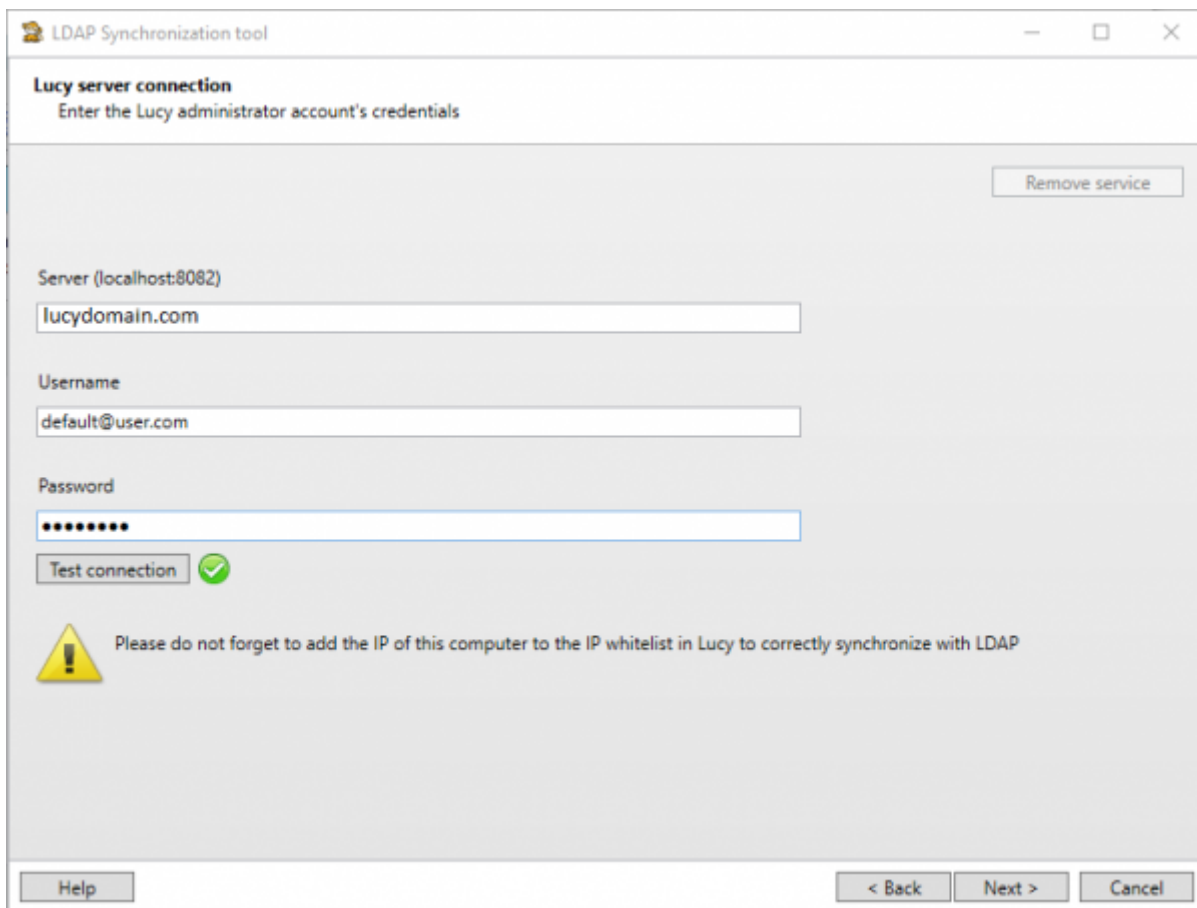 LDAP Synchronization tool
Lucy server connection
Enter the Lucy administrator account's credentials
Remove service
Server (localhost:8082)
lucydomain.com
Username
default@user.com
Password
••••••••
Test connection
Please do not forget to add the IP of this computer to the IP whitelist in Lucy to correctly synchronize with LDAP
Help
< Back
Next >
Cancel